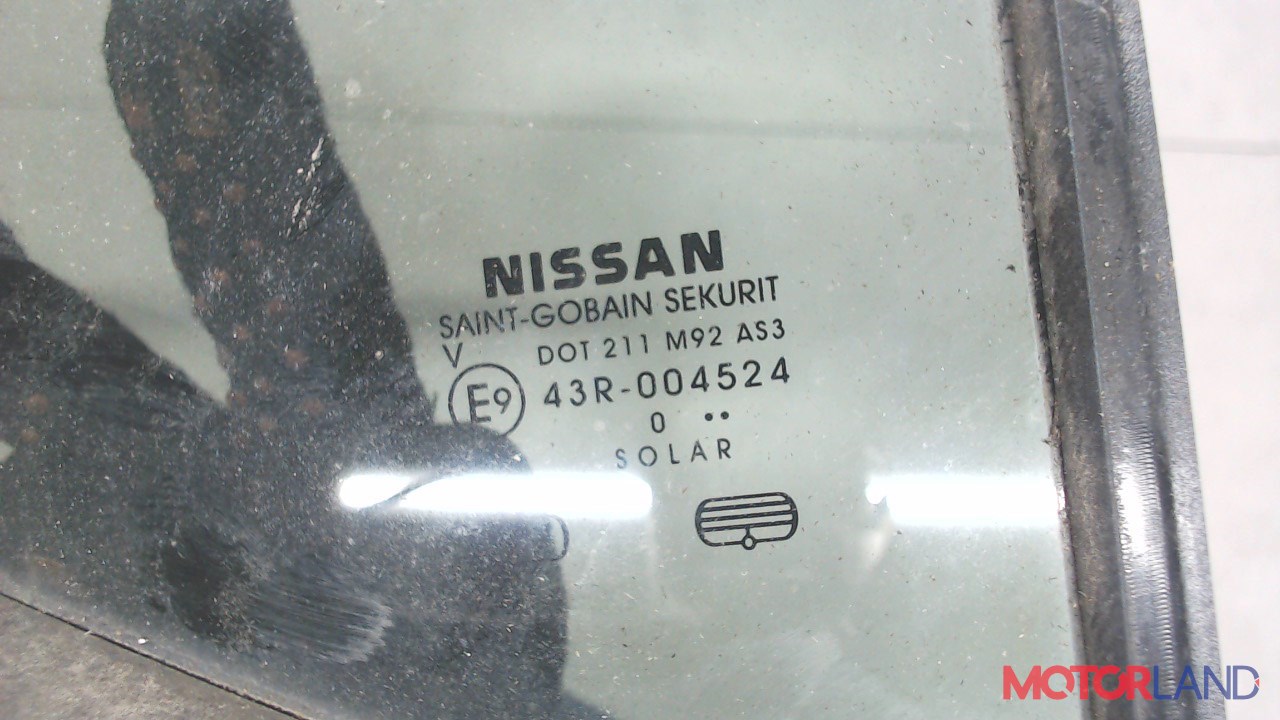 NISSAN
SAINT-GOBAIN SEKURIT
V DOT 211 M92 AS3
E9 43R-004524
0 ••
SOLAR
MOTORLAND